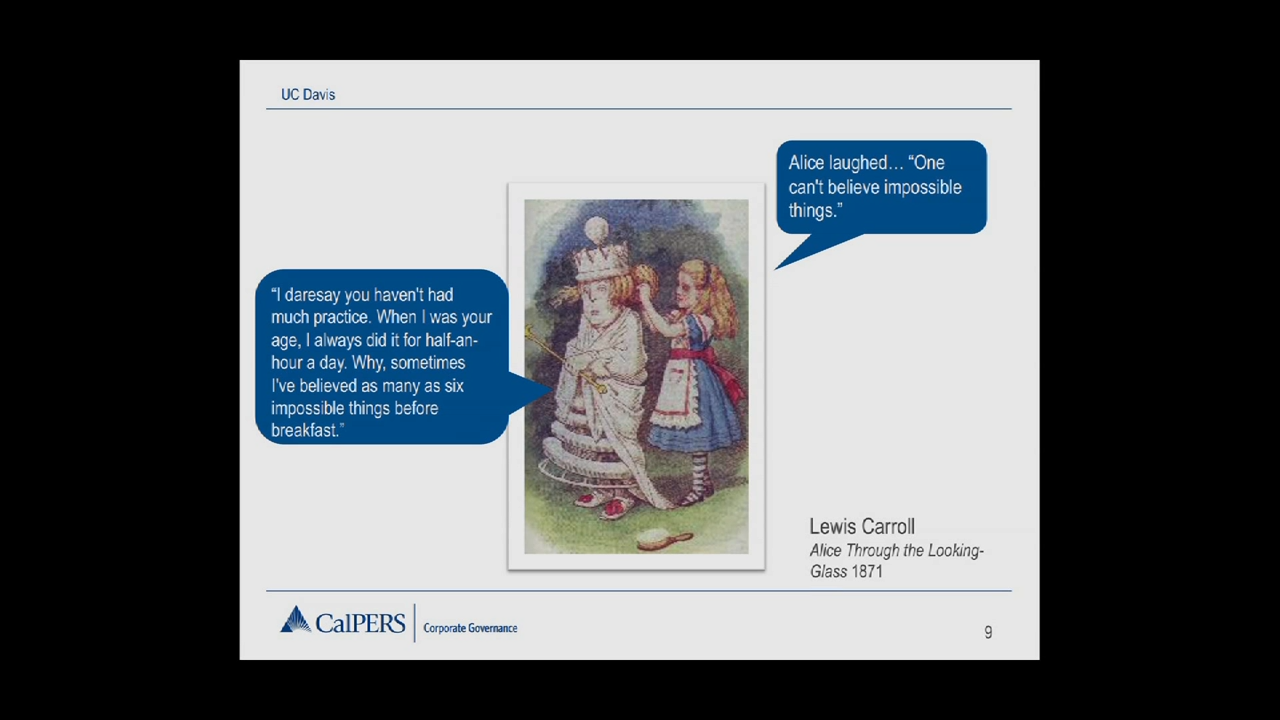 UC Davis
Alice laughed… “One
can't believe impossible
things.”
“I daresay you haven't had
much practice. When I was your
age, I always did it for half-an-
hour a day. Why, sometimes
I've believed as many as six
impossible things before
breakfast.”
Lewis Carroll
Alice Through the Looking-
Glass 1871
CalPERS
Corporate Governance
9